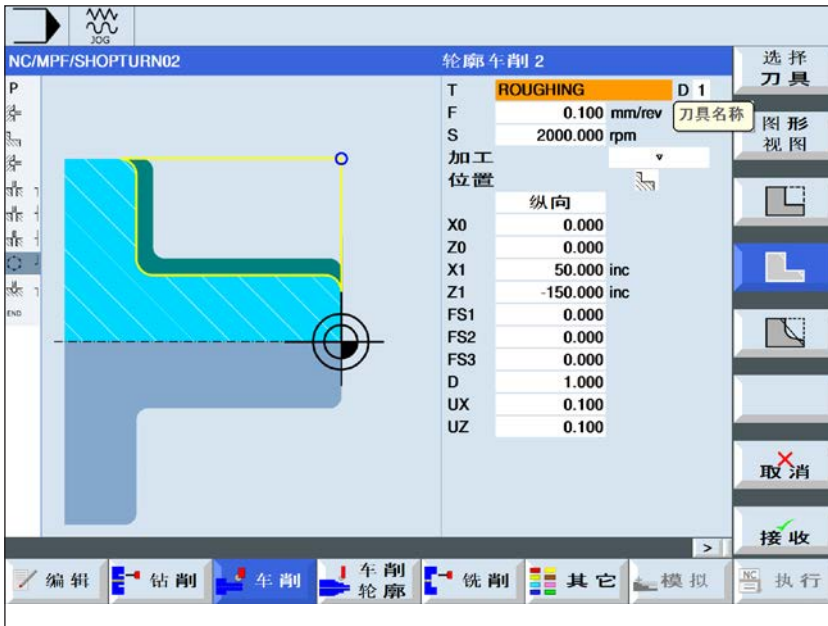 JOG
NC/MPF/SHOPTURN02
轮廓车削 2
选择
刀具
P
T ROUGHING D 1
F 0.100 mm/rev
刀具名称
S 2000.000 rpm
图形
视图
加工 ▽
位置
纵向
X0 0.000
Z0 0.000
X1 50.000 inc
Z1 -150.000 inc
FS1 0.000
END
FS2 0.000
FS3 0.000
D 1.000
UX 0.100
UZ 0.100
取消
接收
>
编辑
钻削
车削
车削
轮廓
铣削
其它
模拟
NC
执行